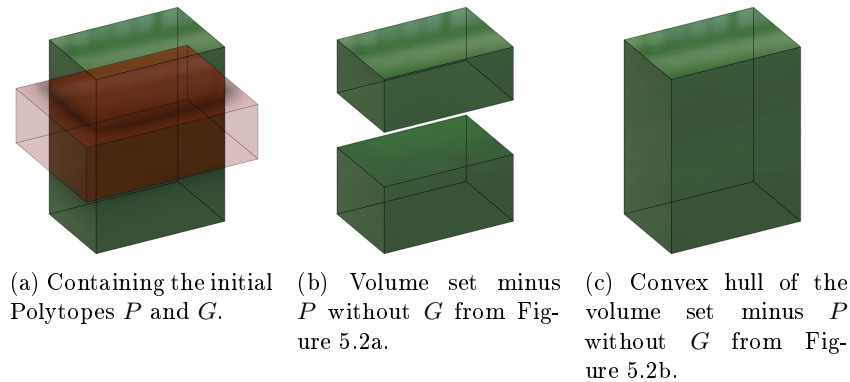 (a) Containing the initial
Polytopes P and G.
(b) Volume set minus
P without G from Fig-
ure 5.2a.
(c) Convex hull of the
volume set minus P
without G from Fig-
ure 5.2b.